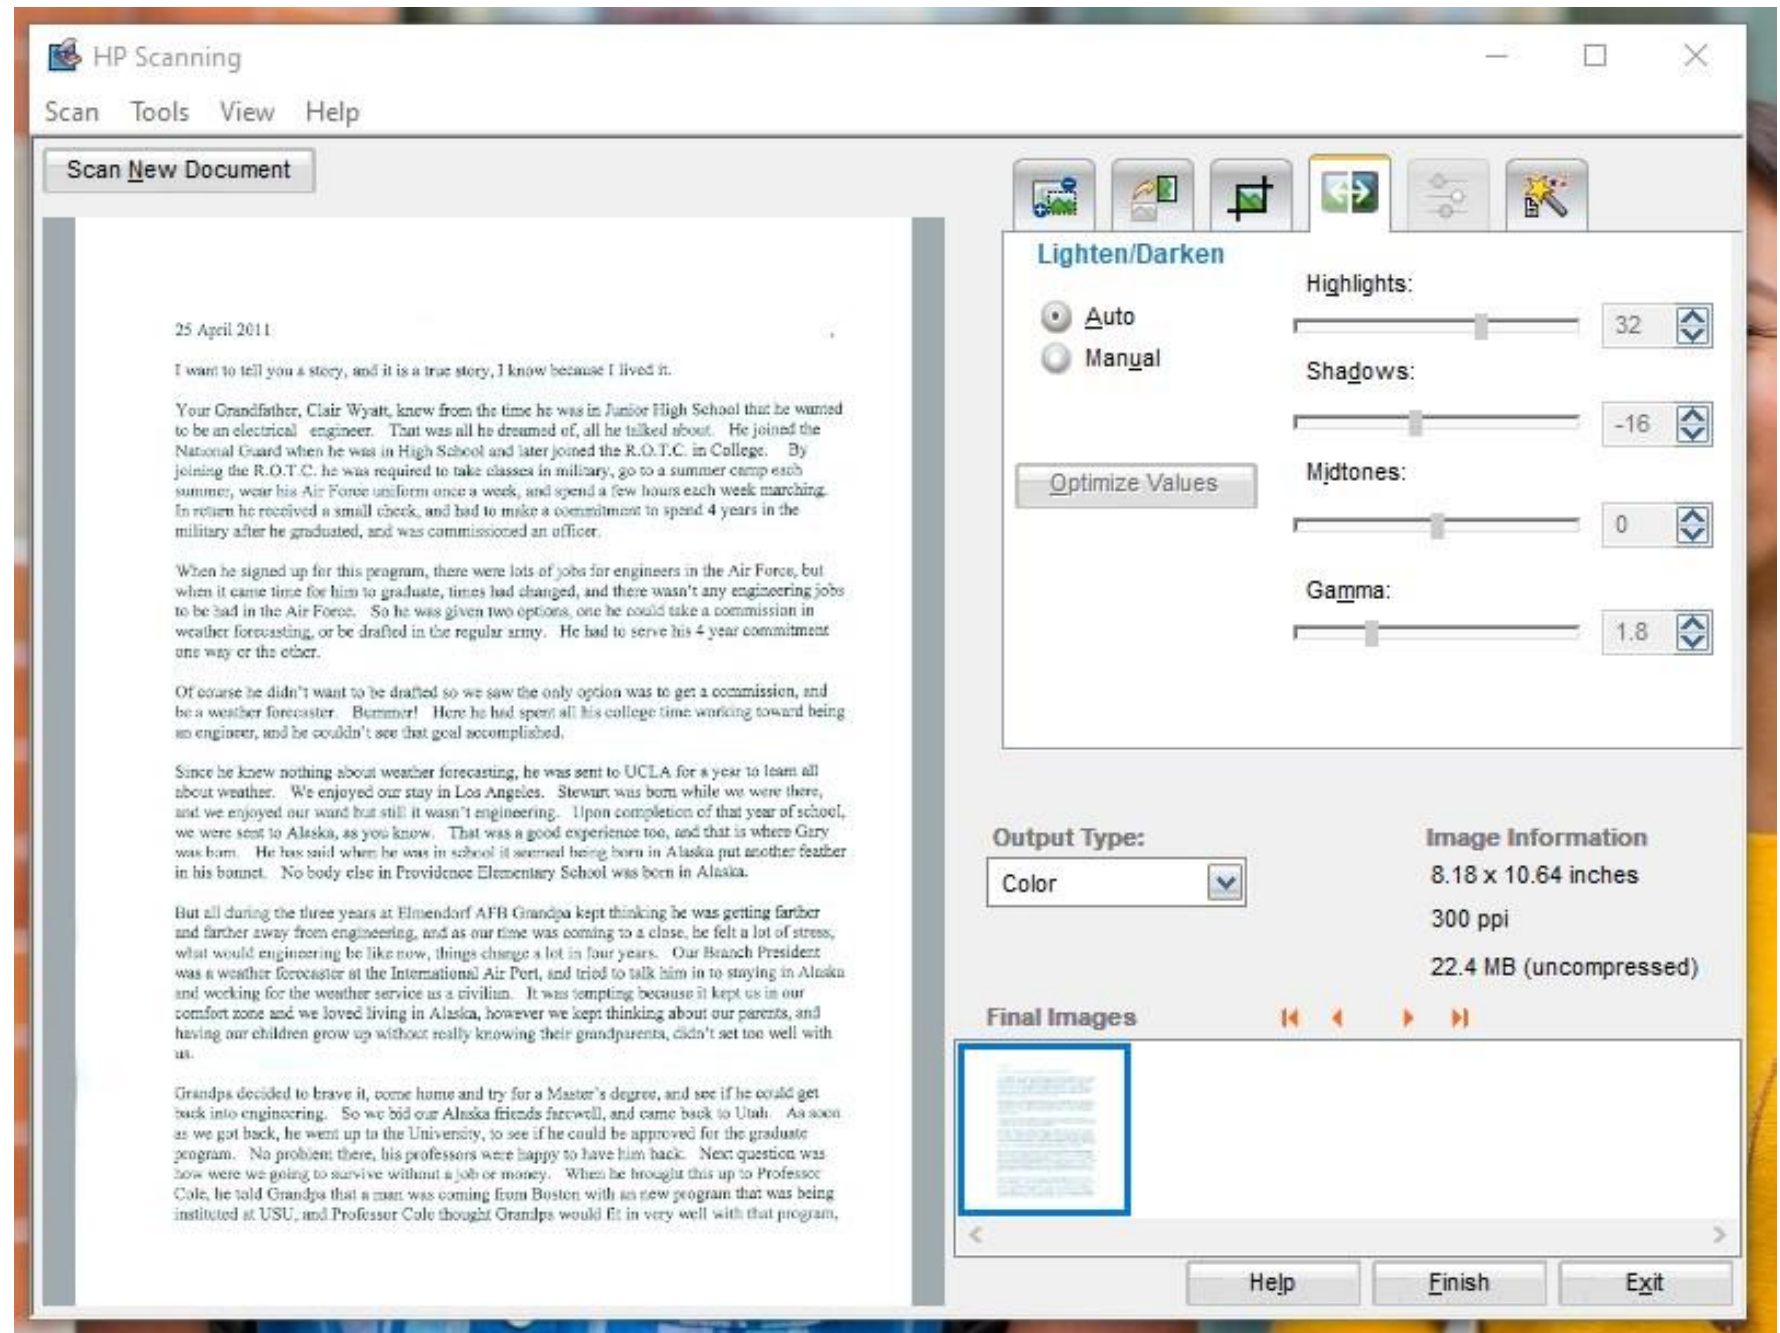 HP Scanning
Scan Tools View Help
Scan New Document
25 April 2011
I want to tell you a story, and it is a true story, I know because I lived it.
Your Grandfather, Clair Wyatt, knew from the time he was in Junior High School that he wanted
to be an electrical engineer. That was all he dreamed of, all he talked about. He joined the
National Guard when he was in High School and later joined the R.O.T.C. in College. By
joining the R.O.T.C. he was required to take classes in military, go to a summer camp each
summer, wear his Air Force uniform once a week, and spend a few hours each week marching.
In return he received a small check, and had to make a commitment to spend 4 years in the
military after he graduated, and was commissioned an officer.
When he signed up for this program, there were lots of jobs for engineers in the Air Force, but
when it came time for him to graduate, times had changed, and there wasn't any engineering jobs
to be had in the Air Force. So he was given two options, one he could take a commission in
weather forecasting, or be drafted in the regular army. He had to serve his 4 year commitment
one way or the other.
Of course he didn't want to be drafted so we saw the only option was to get a commission, and
be a weather forecaster. Bummer! Here he had spent all his college time working toward being
an engineer, and he couldn't see that goal accomplished.
Since he knew nothing about weather forecasting, he was sent to UCLA for a year to learn all
about weather. We enjoyed our stay in Los Angeles. Stewart was born while we were there,
and we enjoyed our ward but still it wasn't engineering. Upon completion of that year of school,
we were sent to Alaska, as you know. That was a good experience too, and that is where Gary
was born. He has said when he was in school it seemed being born in Alaska put another feather
in his bonnet. No body else in Providence Elementary School was born in Alaska.
But all during the three years at Elmendorf AFB Grandpa kept thinking he was getting farther
and farther away from engineering, and as our time was coming to a close, he felt a lot of stress,
what would engineering be like now, things change a lot in four years. Our Branch President
was a weather forecaster at the International Air Port, and tried to talk him in to staying in Alaska
and working for the weather service as a civilian. It was tempting because it kept us in our
comfort zone and we loved living in Alaska, however we kept thinking about our parents, and
having our children grow up without really knowing their grandparents, didn't set too well with
us.
Grandpa decided to brave it, come home and try for a Master's degree, and see if he could get
back into engineering. So we bid our Alaska friends farewell, and came back to Utah. As soon
as we got back, he went up to the University, to see if he could be approved for the graduate
program. No problem there, his professors were happy to have him back. Next question was
how were we going to survive without a job or money. When he brought this up to Professor
Cole, he told Grandpa that a man was coming from Boston with an new program that was being
instituted at USU, and Professor Cole thought Grandpa would fit in very well with that program,
Lighten/Darken
Auto
Manual
Optimize Values
Highlights:
32
Shadows:
-16
Midtones:
0
Gamma:
1.8
Output Type:
Color
Image Information
8.18 x 10.64 inches
300 ppi
22.4 MB (uncompressed)
Final Images
Help Finish Exit